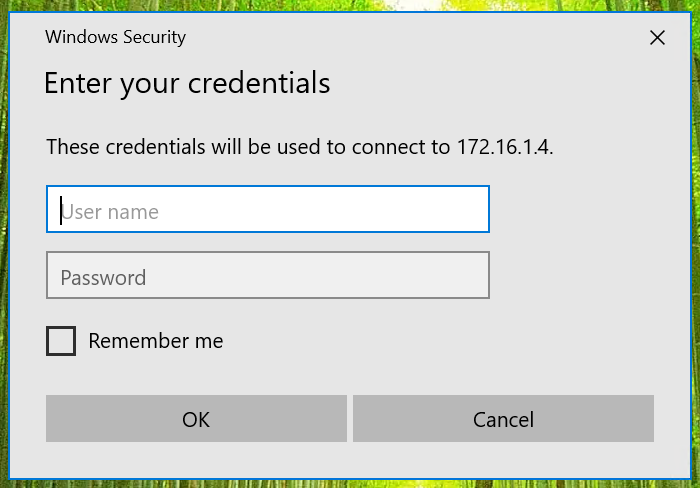 Windows Security
Enter your credentials
These credentials will be used to connect to 172.16.1.4.
User name
Password
Remember me
OK Cancel